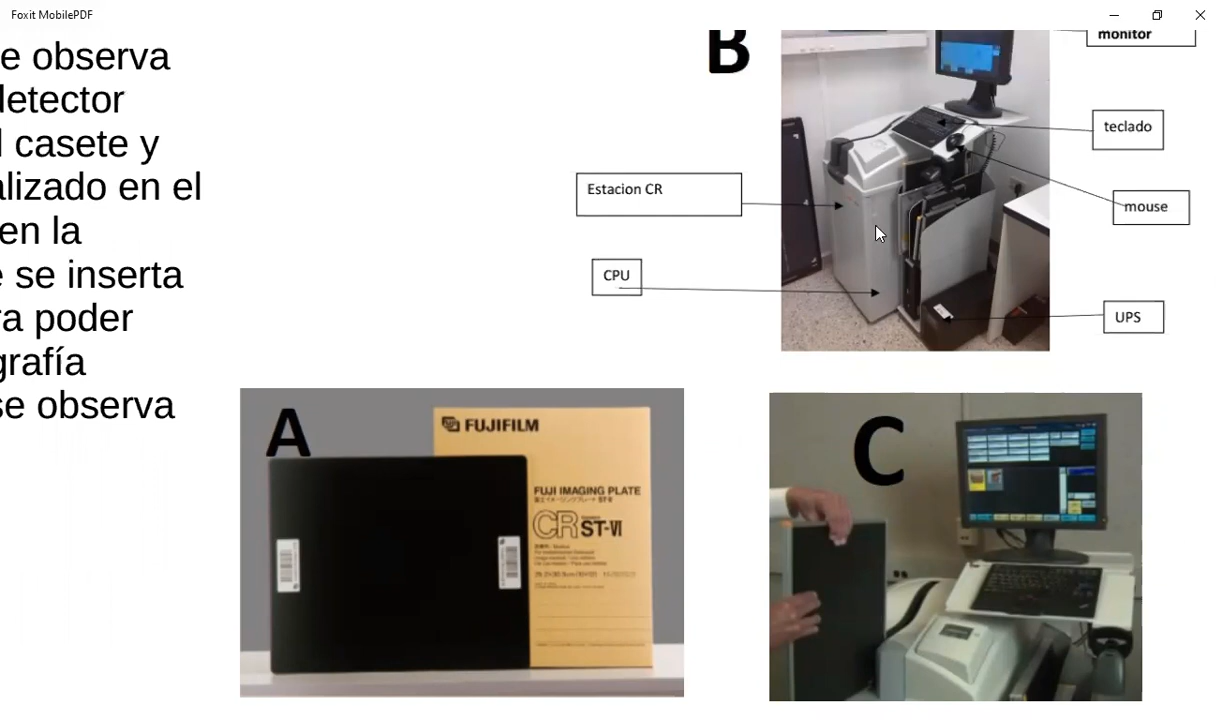 Foxit MobilePDF
e observa
detector
l casete y
alizado en el
en la
e se inserta
ra poder
grafía
se observa
B
monitor
teclado
Estacion CR
mouse
CPU
UPS
A
FUJIFILM
FUJI IMAGING PLATE
CR ST-VI
C